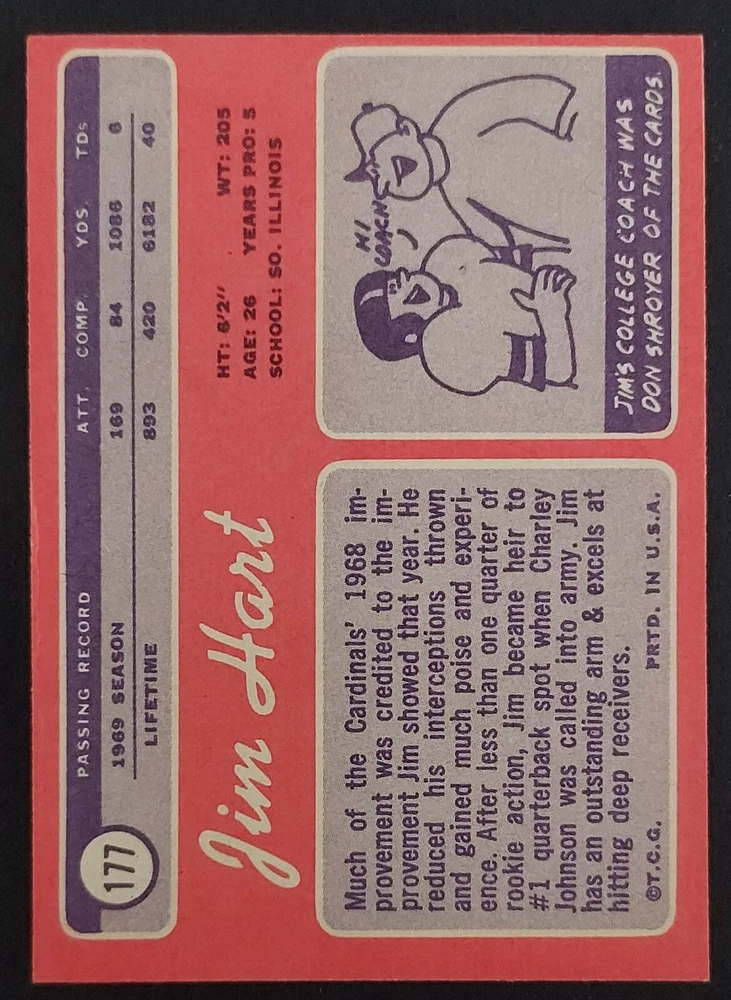 177
PASSING RECORD ATT. COMP. YDS. TDs
1969 SEASON 169 84 1086 6
LIFETIME 893 420 6182 40
Jim Hart
HT: 6'2" WT: 205
AGE: 26 YEARS PRO: 5
SCHOOL: SO. ILLINOIS
Much of the Cardinals' 1968 im-
provement was credited to the im-
provement Jim showed that year. He
reduced his interceptions thrown
and gained much poise and experi-
ence. After less than one quarter of
rookie action, Jim became heir to
#1 quarterback spot when Charley
Johnson was called into army. Jim
has an outstanding arm & excels at
hitting deep receivers.
©T.C.G. PRTD. IN U.S.A.
HI
COACH
JIM'S COLLEGE COACH WAS
DON SHROYER OF THE CARDS.